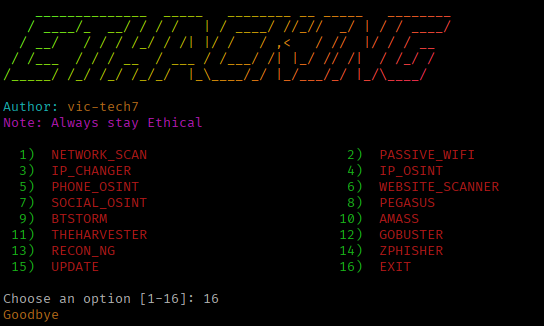 ETHACKING
Author: vic-tech7
Note: Always stay Ethical
1) NETWORK_SCAN 2) PASSIVE_WIFI
3) IP_CHANGER 4) IP_OSINT
5) PHONE_OSINT 6) WEBSITE_SCANNER
7) SOCIAL_OSINT 8) PEGASUS
9) BTSTORM 10) AMASS
11) THEHARVESTER 12) GOBUSTER
13) RECON_NG 14) ZPHISHER
15) UPDATE 16) EXIT
Choose an option [1-16]: 16
Goodbye